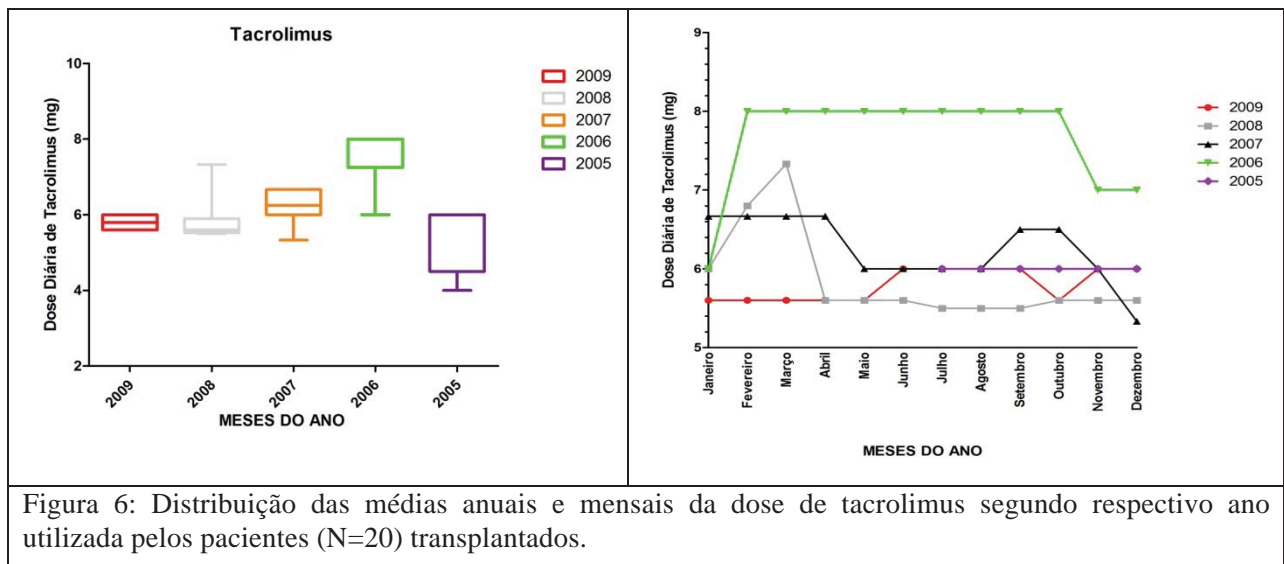 Tacrolimus
Dose Diária de Tacrolimus (mg)
10
8
6
4
2
2009
2008
2007
2006
2005
MESES DO ANO
2009
2008
2007
2006
2005
Dose Diária de Tacrolimus (mg)
9
8
7
6
5
Janeiro
Fevereiro
Março
Abril
Maio
Junho
Julho
Agosto
Setembro
Outubro
Novembro
Dezembro
MESES DO ANO
2009
2008
2007
2006
2005
Figura 6: Distribuição das médias anuais e mensais da dose de tacrolimus segundo respectivo ano
utilizada pelos pacientes (N=20) transplantados.